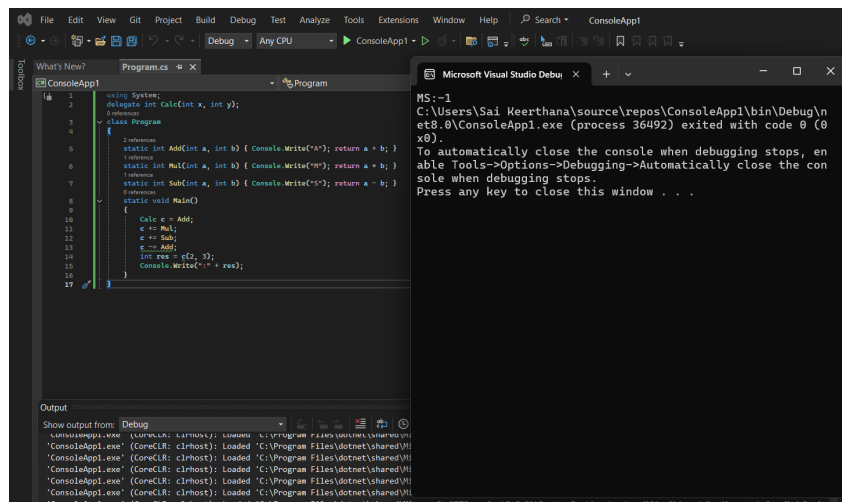 File Edit View Git Project Build Debug Test Analyze Tools Extensions Window Help Search ConsoleApp1
Debug Any CPU ConsoleApp1
Toolbox
What's New? Program.cs
ConsoleApp1 Program
1 using System;
2 delegate int Calc(int x, int y);
0 references
3 class Program
4 {
2 references
5 static int Add(int a, int b) { Console.Write("A"); return a + b; }
1 reference
6 static int Mul(int a, int b) { Console.Write("M"); return a * b; }
1 reference
7 static int Sub(int a, int b) { Console.Write("S"); return a - b; }
0 references
8 static void Main()
9 {
10 Calc c = Add;
11 c += Mul;
12 c += Sub;
13 c -= Add;
14 int res = c(2, 3);
15 Console.Write(":" + res);
16 }
17 }
Microsoft Visual Studio Debug
MS:-1
C:\Users\Sai Keerthana\source\repos\ConsoleApp1\bin\Debug\n
et8.0\ConsoleApp1.exe (process 36492) exited with code 0 (0
x0).
To automatically close the console when debugging stops, en
able Tools->Options->Debugging->Automatically close the con
sole when debugging stops.
Press any key to close this window . . .
Output
Show output from: Debug
'ConsoleApp1.exe' (CoreCLR: clrhost): Loaded 'C:\Program Files\dotnet\shared\Mi
'ConsoleApp1.exe' (CoreCLR: clrhost): Loaded 'C:\Program Files\dotnet\shared\Mi
'ConsoleApp1.exe' (CoreCLR: clrhost): Loaded 'C:\Program Files\dotnet\shared\Mi
'ConsoleApp1.exe' (CoreCLR: clrhost): Loaded 'C:\Program Files\dotnet\shared\Mi
'ConsoleApp1.exe' (CoreCLR: clrhost): Loaded 'C:\Program Files\dotnet\shared\Mi